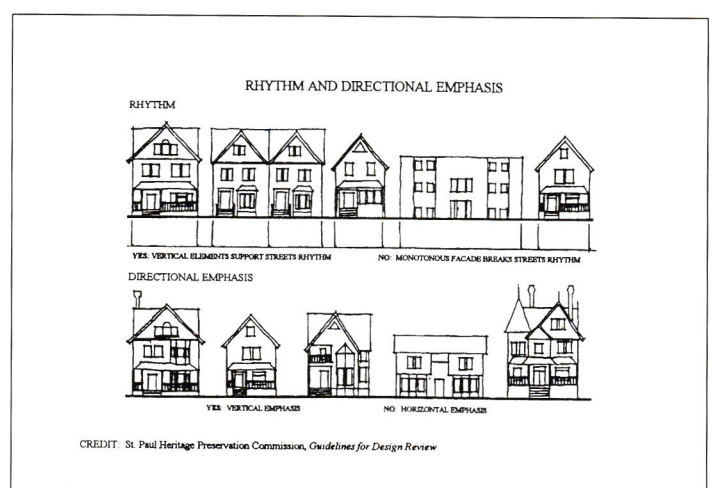 RHYTHM AND DIRECTIONAL EMPHASIS
RHYTHM
YES: VERTICAL ELEMENTS SUPPORT STREETS RHYTHM NO: MONOTONOUS FACADE BREAKS STREETS RHYTHM
DIRECTIONAL EMPHASIS
YES: VERTICAL EMPHASIS NO: HORIZONTAL EMPHASIS
CREDIT: St. Paul Heritage Preservation Commission, Guidelines for Design Review